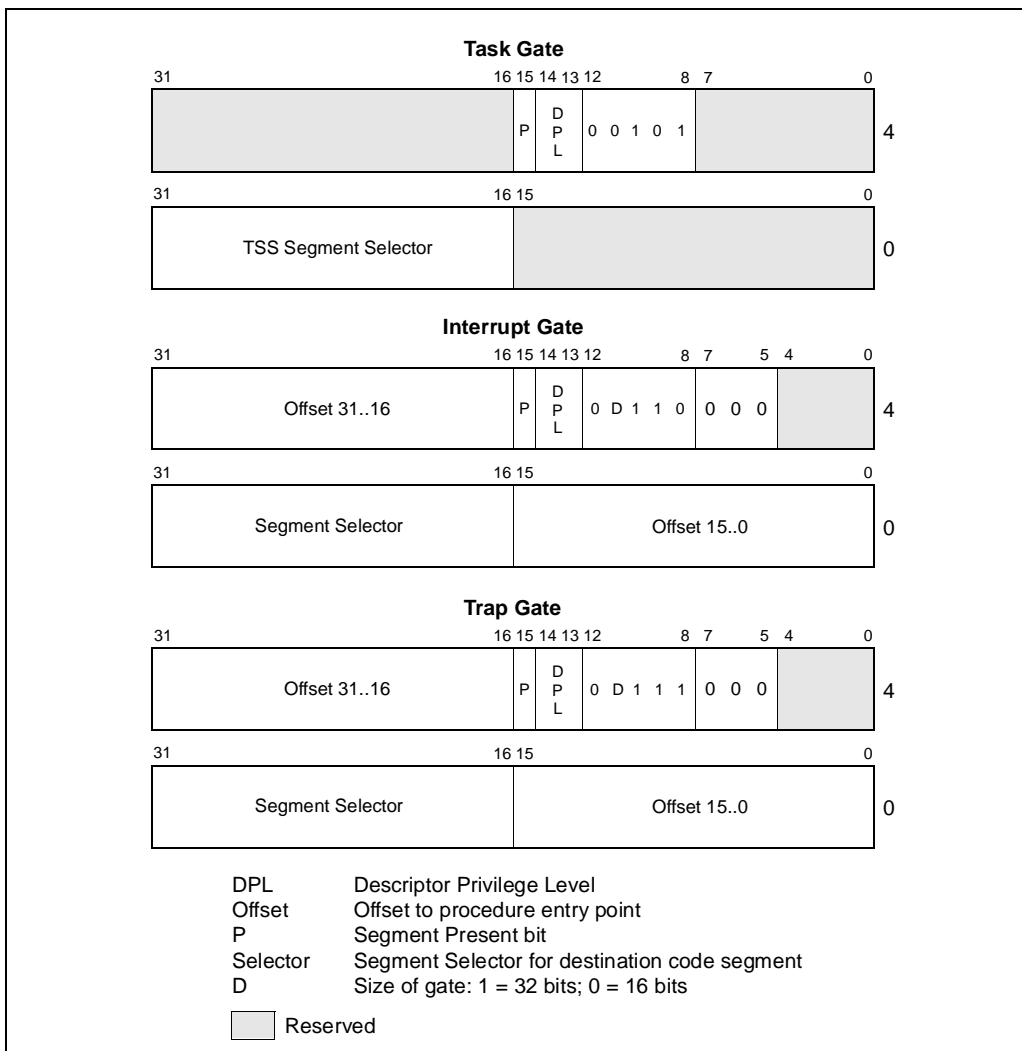 Task Gate
31 16 15 14 13 12 8 7 0
P D P L 0 0 1 0 1 4
31 16 15 0
TSS Segment Selector 0
Interrupt Gate
31 16 15 14 13 12 8 7 5 4 0
Offset 31..16 P D P L 0 D 1 1 0 0 0 0 4
31 16 15 0
Segment Selector Offset 15..0 0
Trap Gate
31 16 15 14 13 12 8 7 5 4 0
Offset 31..16 P D P L 0 D 1 1 1 0 0 0 4
31 16 15 0
Segment Selector Offset 15..0 0
DPL Descriptor Privilege Level
Offset Offset to procedure entry point
P Segment Present bit
Selector Segment Selector for destination code segment
D Size of gate: 1 = 32 bits; 0 = 16 bits
Reserved